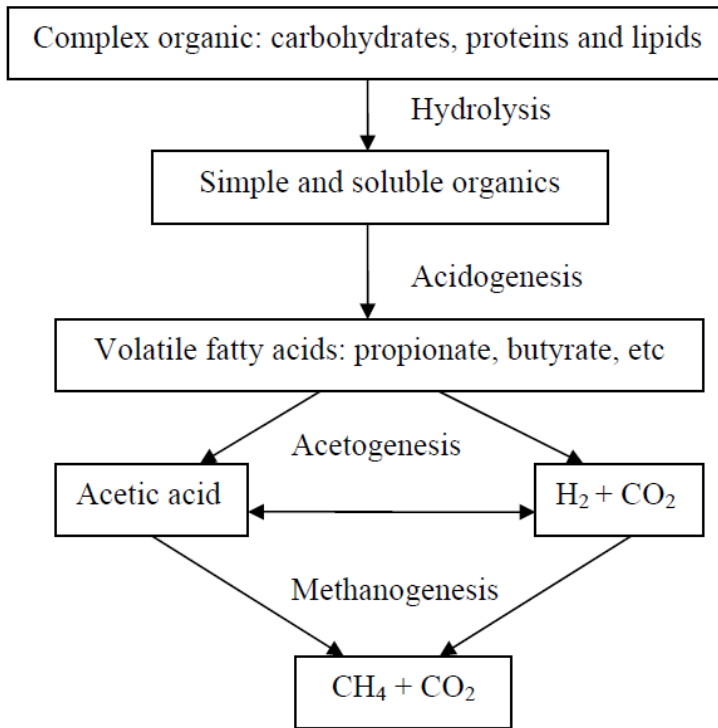 Complex organic: carbohydrates, proteins and lipids
Hydrolysis
Simple and soluble organics
Acidogenesis
Volatile fatty acids: propionate, butyrate, etc
Acetogenesis
Acetic acid
H₂ + CO₂
Methanogenesis
CH₄ + CO₂